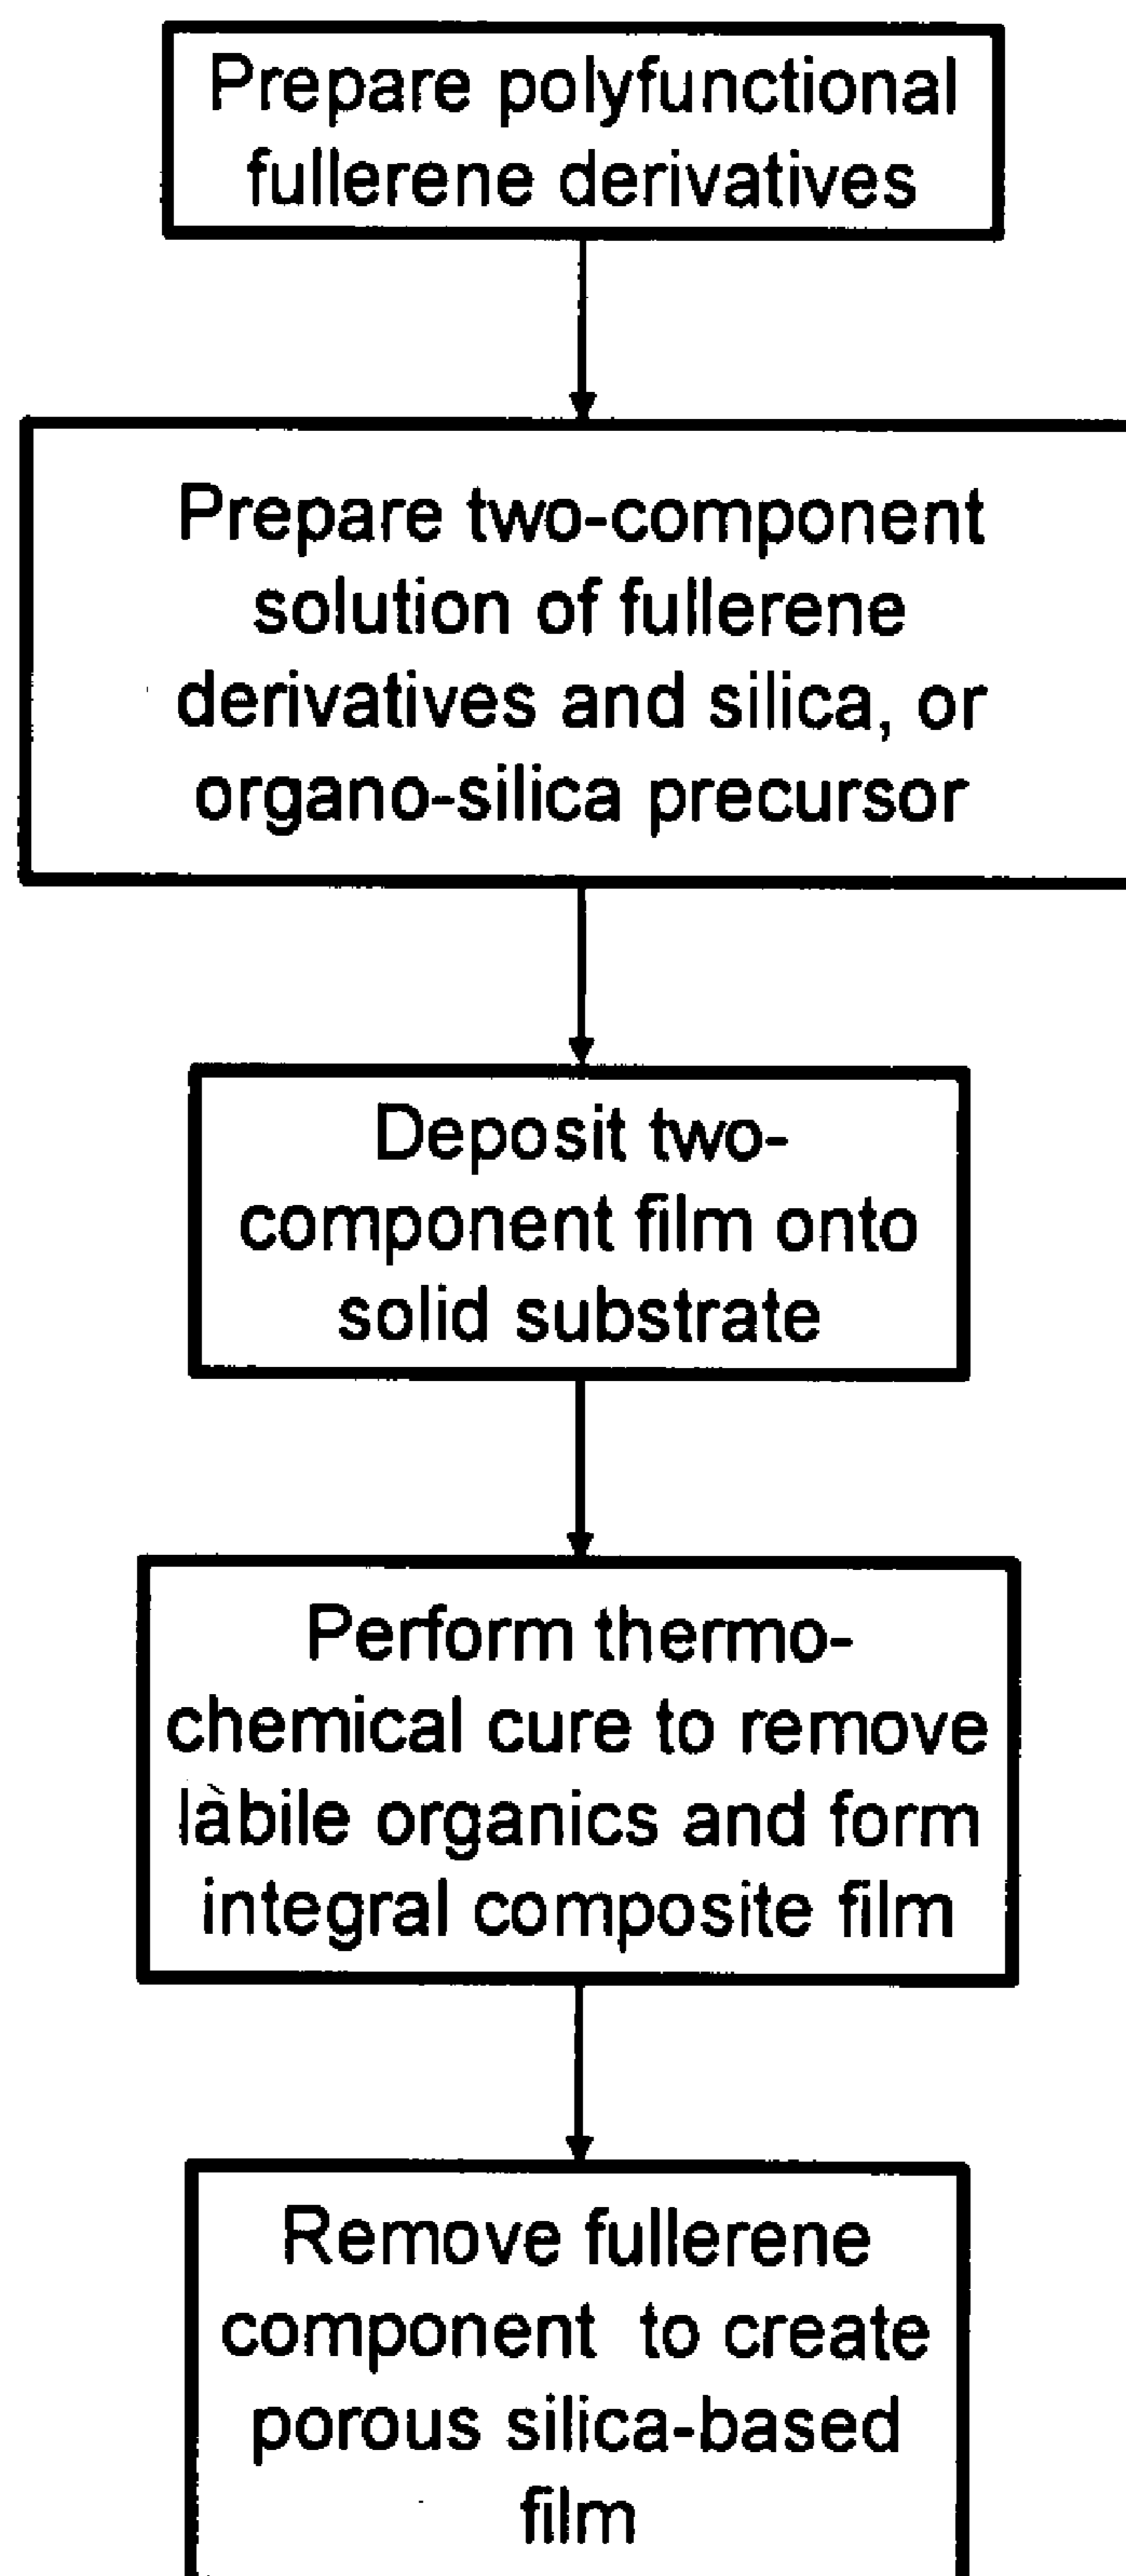 Prepare polyfunctional
fullerene derivatives
Prepare two-component
solution of fullerene
derivatives and silica, or
organo-silica precursor
Deposit two-
component film onto
solid substrate
Perform thermo-
chemical cure to remove
labile organics and form
integral composite film
Remove fullerene
component to create
porous silica-based
film